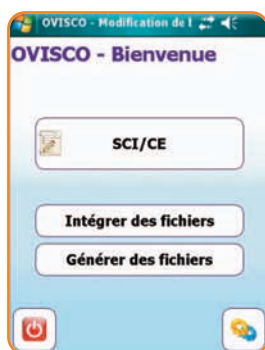 OVISCO - Modification de l
OVISCO - Bienvenue
SCI/CE
Intégrer des fichiers
Générer des fichiers